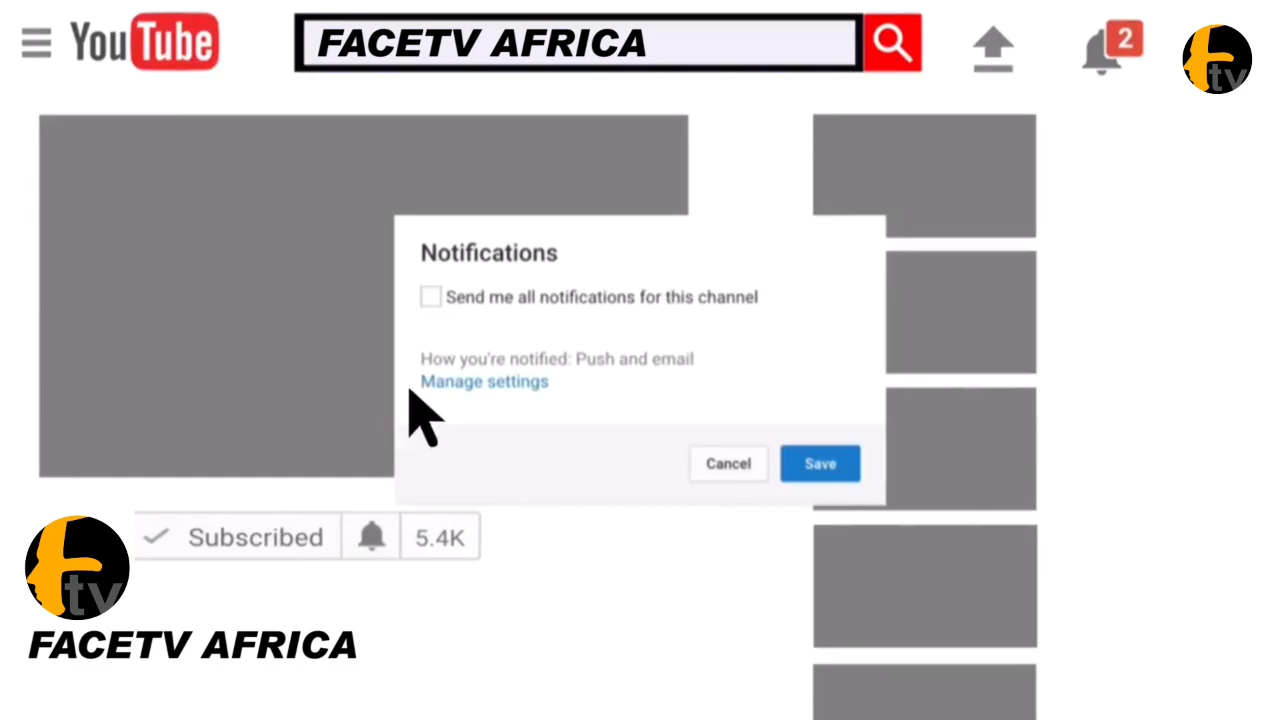 YouTube
FACETV AFRICA
2
tv
Notifications
Send me all notifications for this channel
How you're notified: Push and email
Manage settings
Cancel
Save
Subscribed
5.4K
tv
FACETV AFRICA